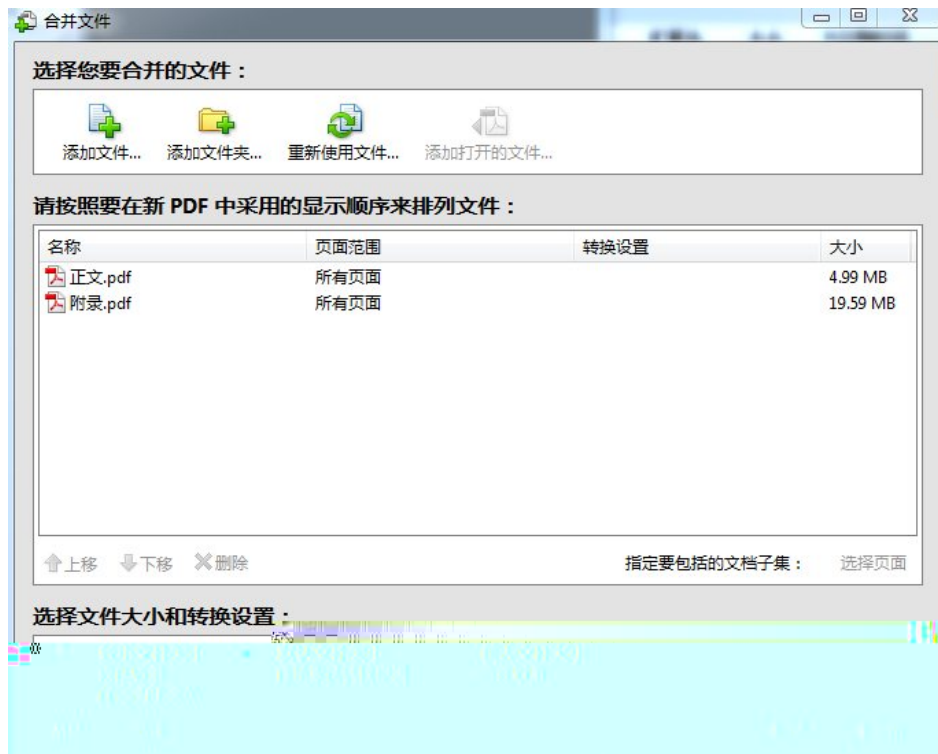 合并文件
选择您要合并的文件：
添加文件... 添加文件夹... 重新使用文件... 添加打开的文件...
请按照要在新 PDF 中采用的显示顺序来排列文件：
名称 页面范围 转换设置 大小
正文.pdf 所有页面 4.99 MB
附录.pdf 所有页面 19.59 MB
上移 下移 删除 指定要包括的文档子集： 选择页面
选择文件大小和转换设置：